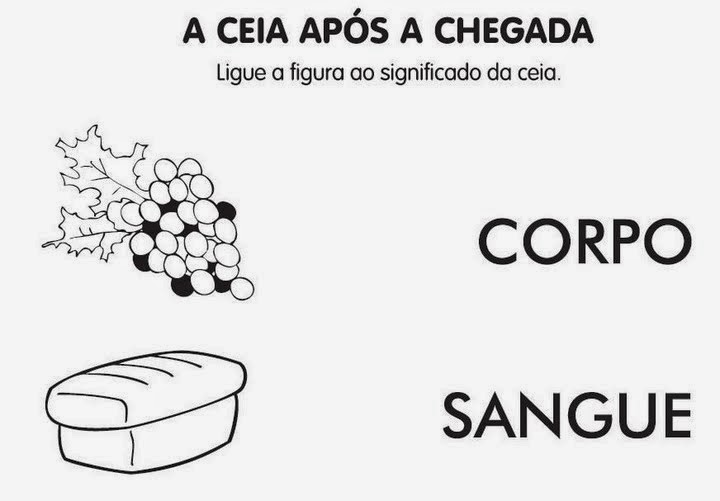 A CEIA APÓS A CHEGADA
Ligue a figura ao significado da ceia.
CORPO
SANGUE